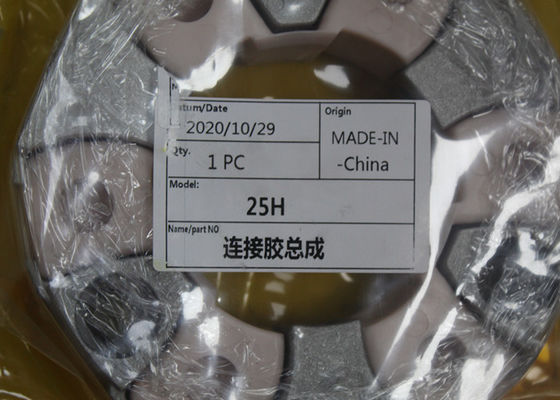 Datum/Date
2020/10/29
Origin
MADE-IN
-China
Qty.
1 PC
Model:
25H
Name/part NO
连接胶总成